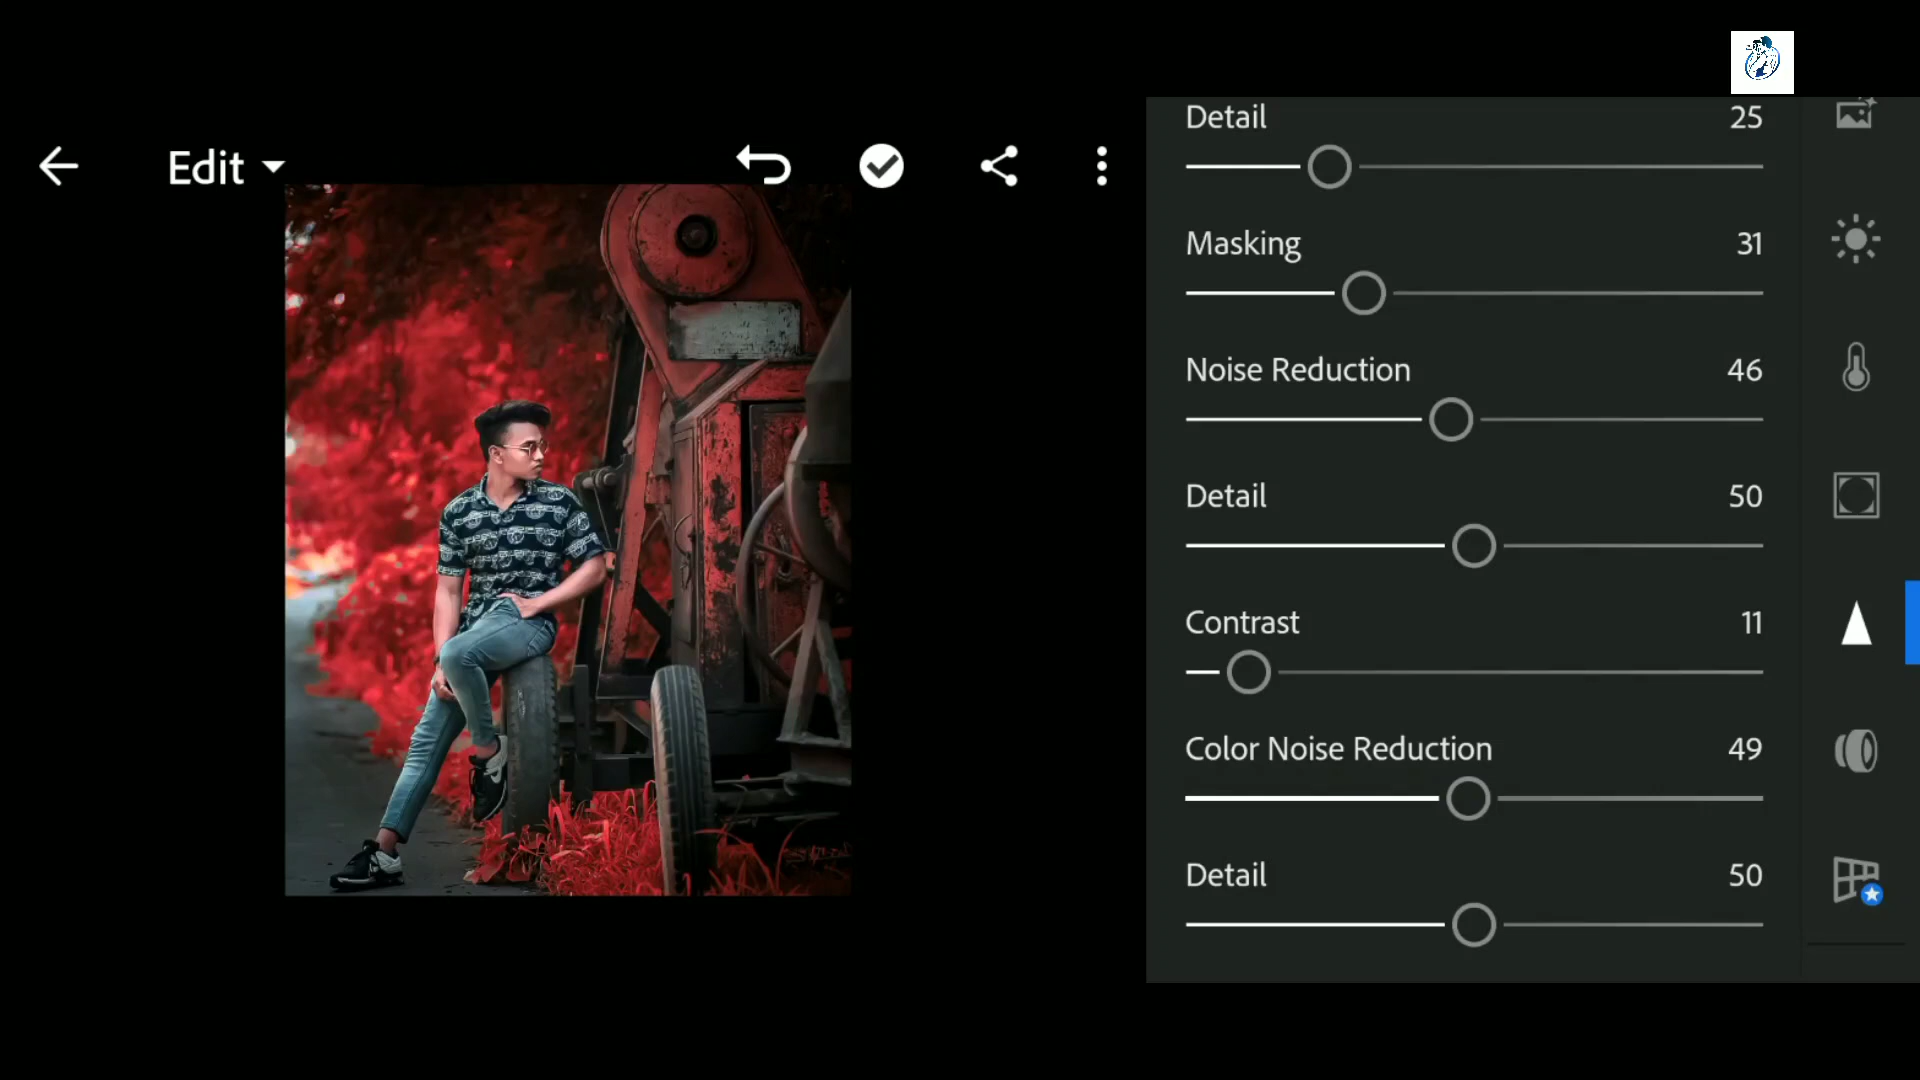 Edit
Detail 25
Masking 31
Noise Reduction 46
Detail 50
Contrast 11
Color Noise Reduction 49
Detail 50